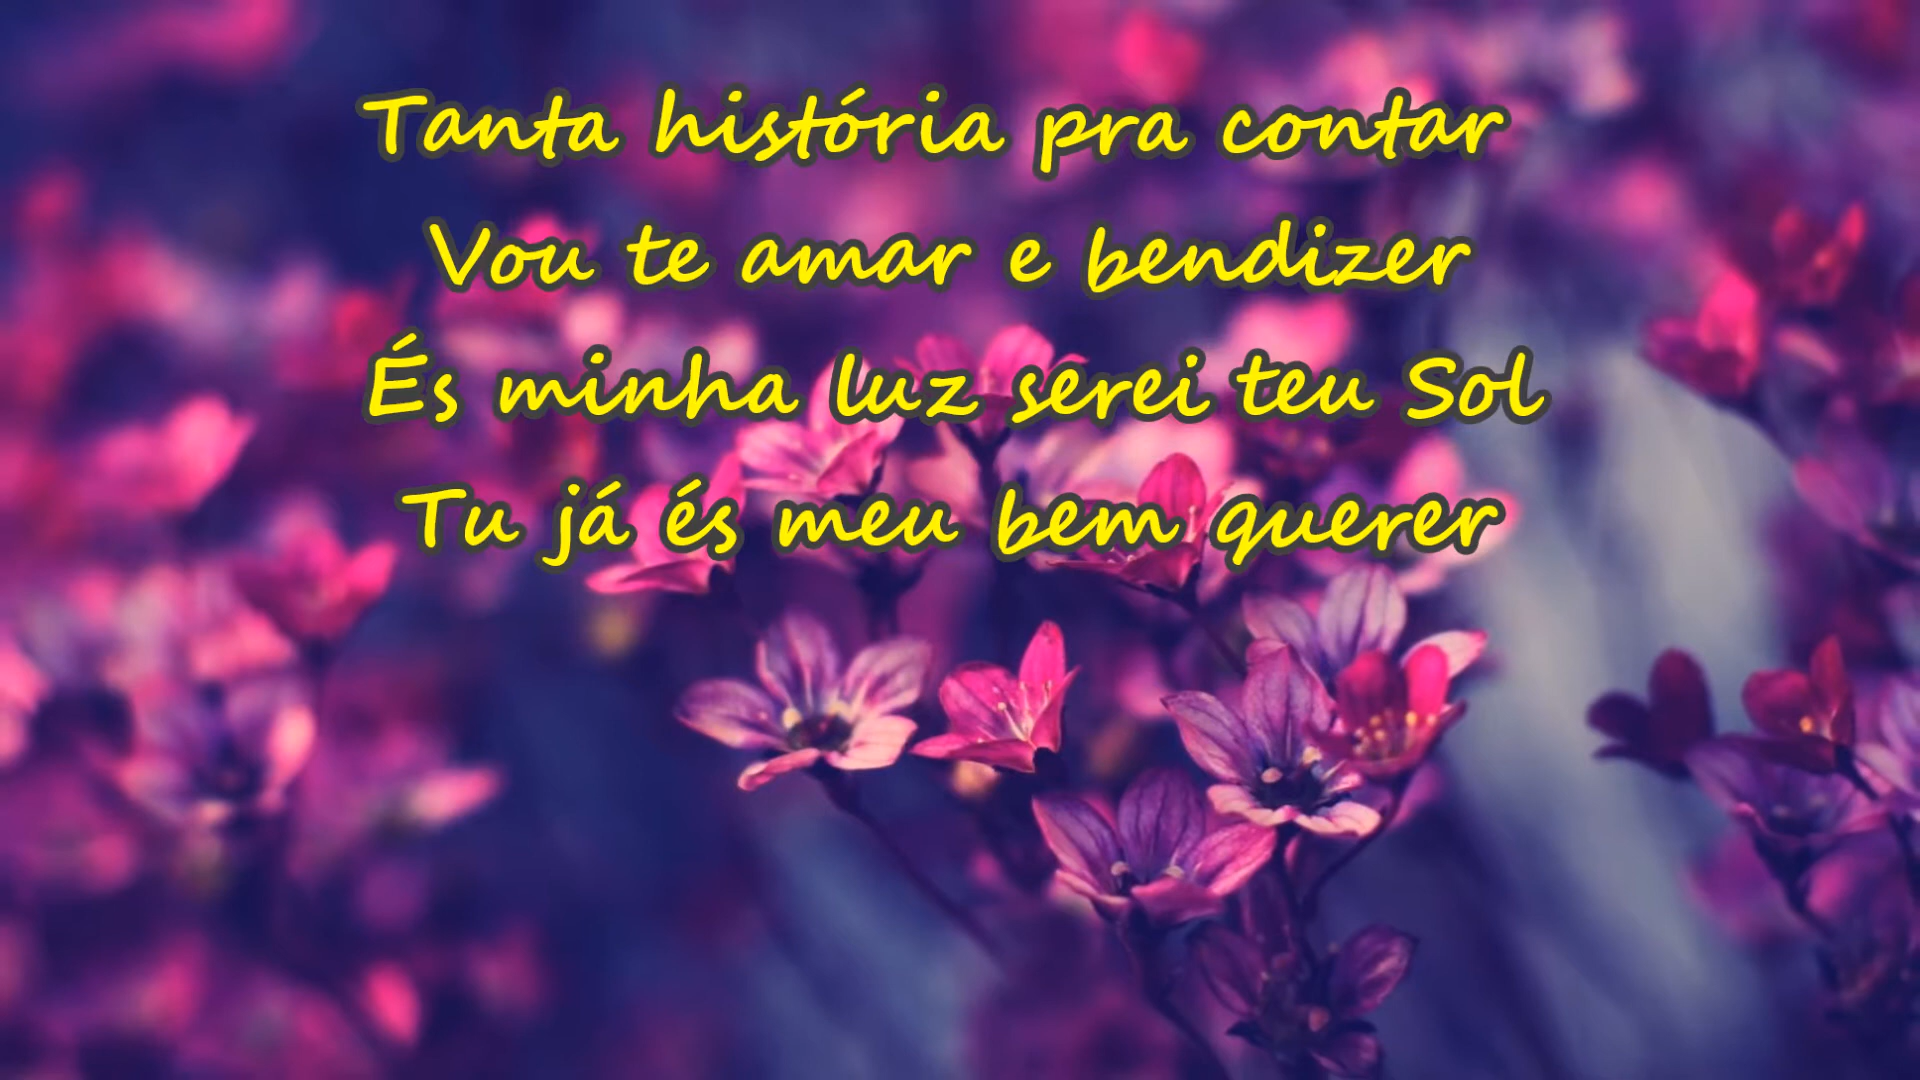 Tanta história pra contar
Vou te amar e bendizer
És minha luz serei teu Sol
Tu já és meu bem querer